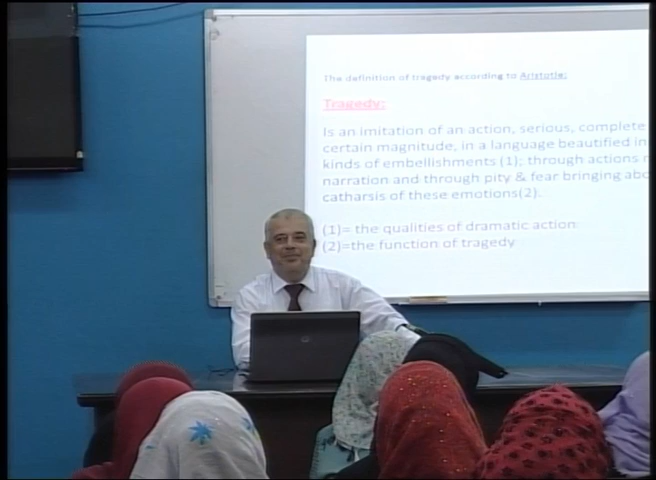 The definition of tragedy according to Aristotle:
Tragedy:
Is an imitation of an action, serious, complete
certain magnitude, in a language beautified in
kinds of embellishments (1); through actions
narration and through pity & fear bringing
catharsis of these emotions(2).
(1)= the qualities of dramatic action
(2)=the function of tragedy